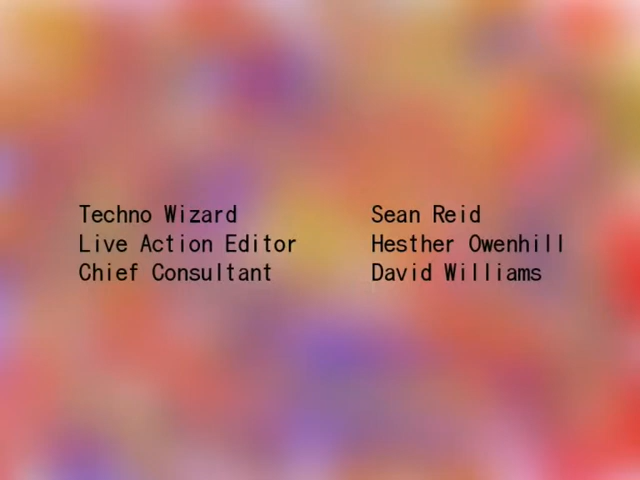 Techno Wizard Sean Reid
Live Action Editor Hesther Owenhill
Chief Consultant David Williams